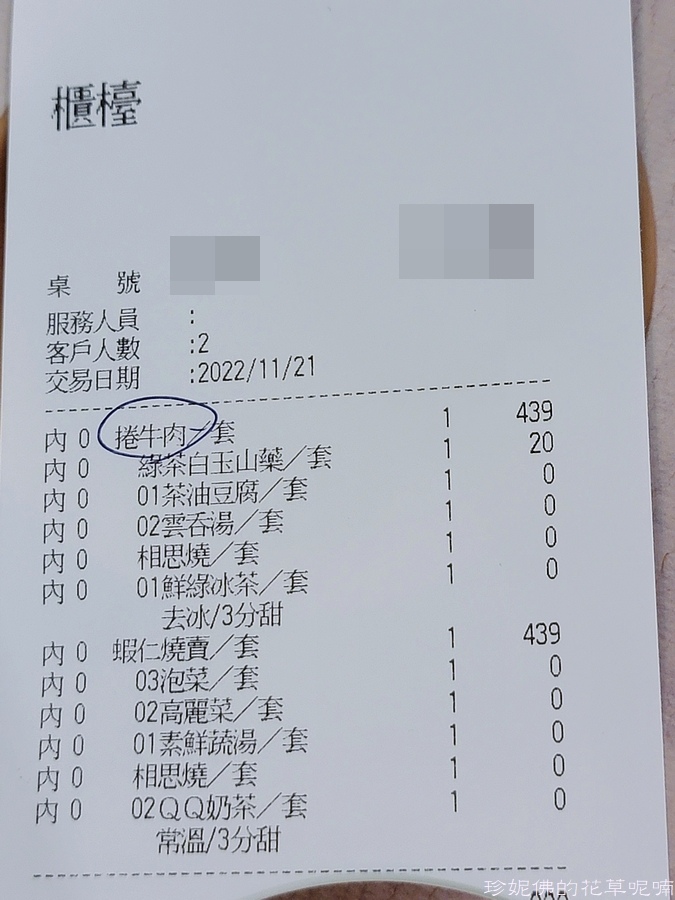 櫃檯
桌 號
服務人員 :
客戶人數 :2
交易日期 :2022/11/21
內 0 捲牛肉/套 1 439
內 0 綠茶白玉山藥/套 1 20
內 0 01茶油豆腐/套 1 0
內 0 02雲吞湯/套 1 0
內 0 相思燒/套 1 0
內 0 01鮮綠冰茶/套 1 0
去冰/3分甜
內 0 蝦仁燒賣/套 1 439
內 0 03泡菜/套 1 0
內 0 02高麗菜/套 1 0
內 0 01素鮮蔬湯/套 1 0
內 0 相思燒/套 1 0
內 0 02QQ奶茶/套 1 0
常溫/3分甜
珍妮佛的花草呢喃